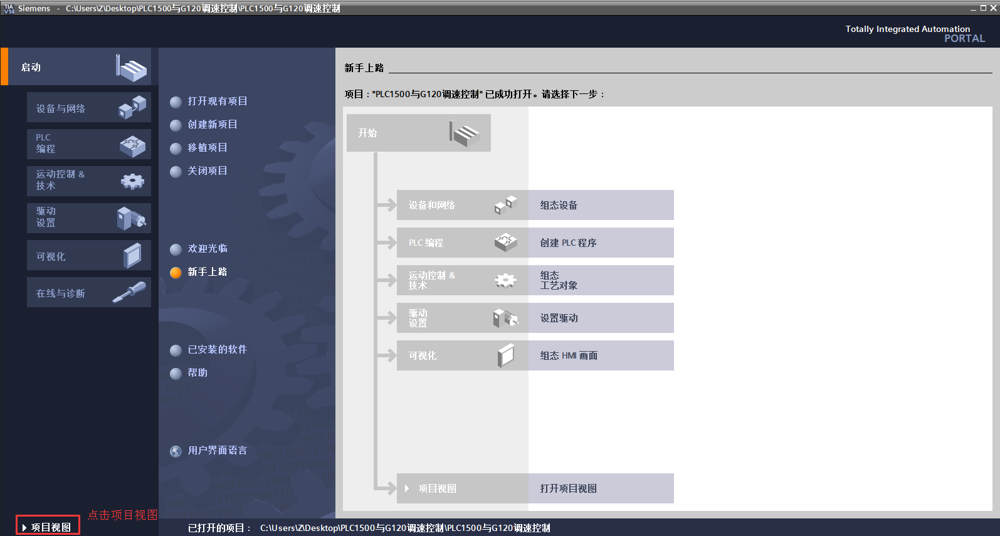 TIA
V14
Siemens - C:\Users\Z\Desktop\PLC1500与G120调速控制\PLC1500与G120调速控制
Totally Integrated Automation
PORTAL
启动
设备与网络
PLC
编程
运动控制 &
技术
驱动
设置
可视化
在线与诊断
打开现有项目
创建新项目
移植项目
关闭项目
欢迎光临
新手上路
已安装的软件
帮助
用户界面语言
新手上路
项目："PLC1500与G120调速控制" 已成功打开。请选择下一步：
开始
设备和网络
组态设备
PLC 编程
创建 PLC 程序
运动控制 &
技术
组态
工艺对象
驱动
设置
设置驱动
可视化
组态 HMI 画面
项目视图
打开项目视图
点击项目视图
项目视图
已打开的项目： C:\Users\Z\Desktop\PLC1500与G120调速控制\PLC1500与G120调速控制